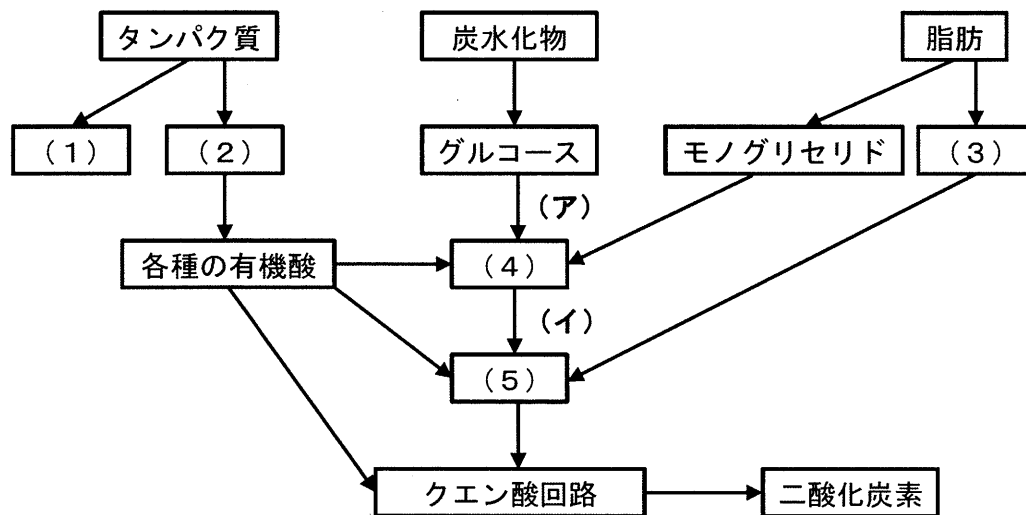 タンパク質
炭水化物
脂肪
（１）
（２）
グルコース
モノグリセリド
（３）
（ア）
各種の有機酸
（４）
（イ）
（５）
クエン酸回路
二酸化炭素